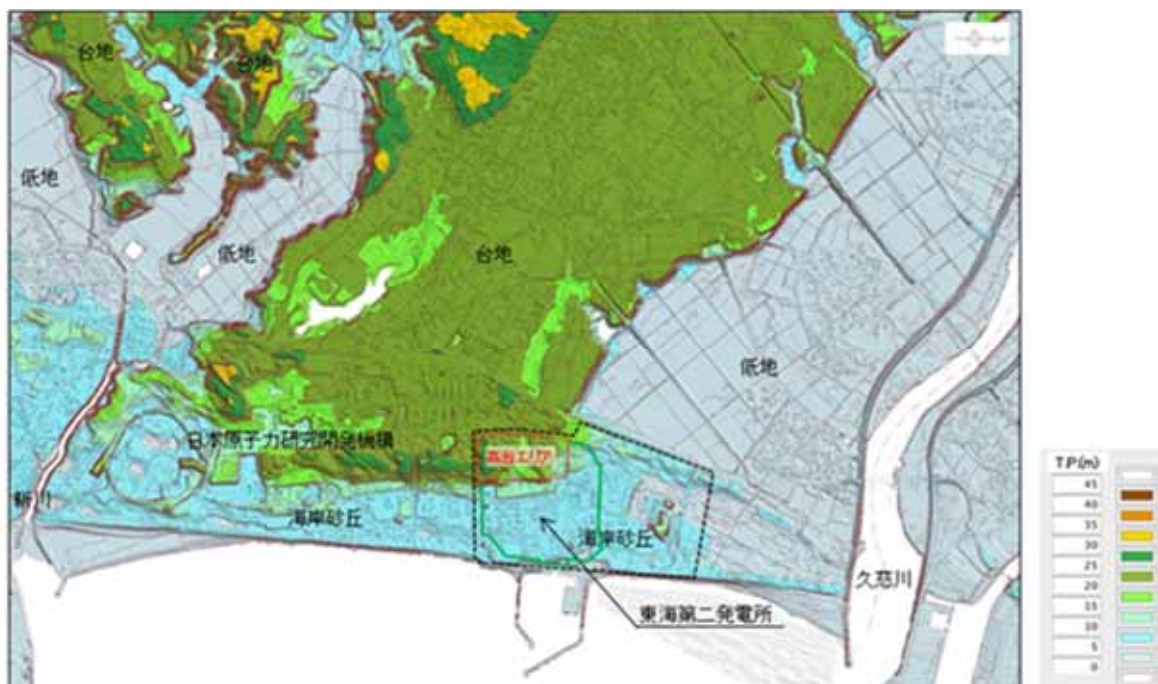 台地
台地
低地
低地
台地
低地
日本原子力研究開発機構
高台エリア
新川
海岸砂丘
海岸砂丘
久慈川
東海第二発電所
T.P.(m)
45
40
35
30
25
20
15
10
5
0